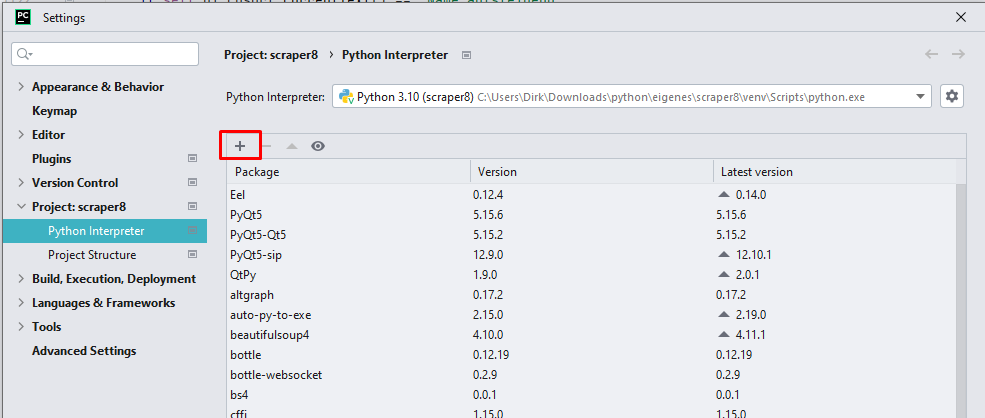 PC Settings
Project: scraper8 › Python Interpreter
Appearance & Behavior
Keymap
Editor
Plugins
Version Control
Project: scraper8
Python Interpreter
Project Structure
Build, Execution, Deployment
Languages & Frameworks
Tools
Advanced Settings
Python Interpreter: Python 3.10 (scraper8) C:\Users\Dirk\Downloads\python\eigenes\scraper8\venv\Scripts\python.exe
Package Version Latest version
Eel 0.12.4 0.14.0
PyQt5 5.15.6 5.15.6
PyQt5-Qt5 5.15.2 5.15.2
PyQt5-sip 12.9.0 12.10.1
QtPy 1.9.0 2.0.1
altgraph 0.17.2 0.17.2
auto-py-to-exe 2.15.0 2.19.0
beautifulsoup4 4.10.0 4.11.1
bottle 0.12.19 0.12.19
bottle-websocket 0.2.9 0.2.9
bs4 0.0.1 0.0.1
cffi 1.15.0 1.15.0